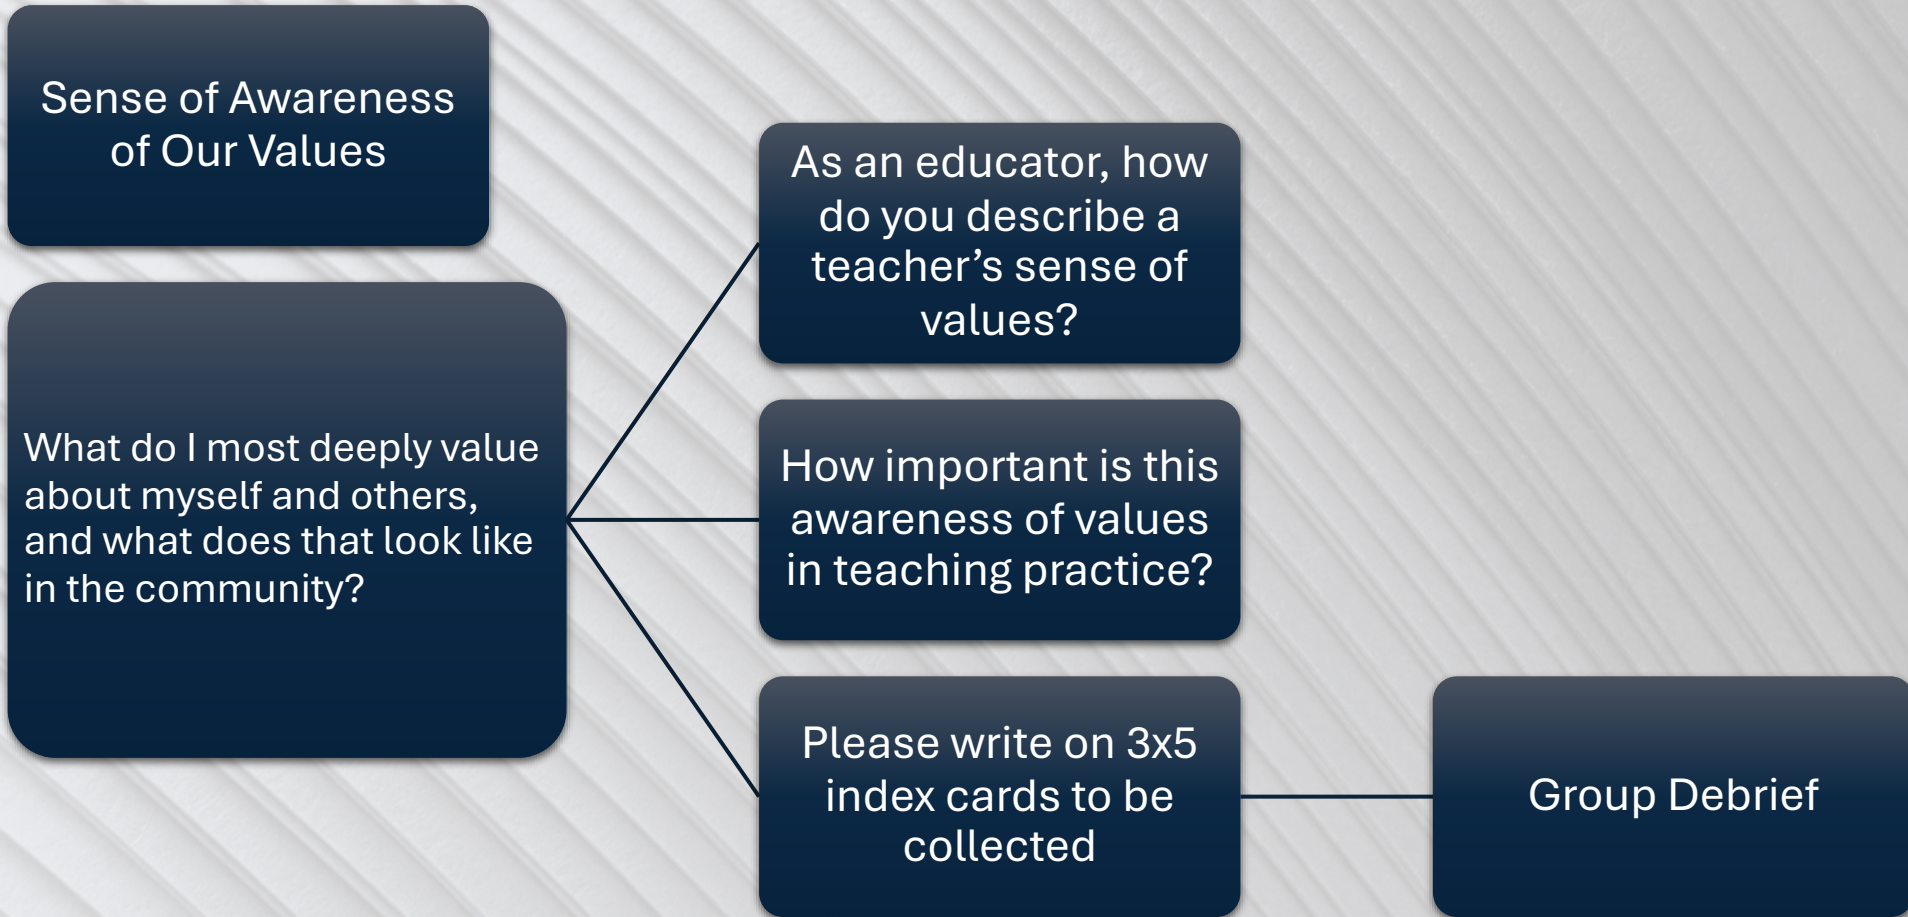 Sense of Awareness
of Our Values
What do I most deeply value
about myself and others,
and what does that look like
in the community?
As an educator, how
do you describe a
teacher’s sense of
values?
How important is this
awareness of values
in teaching practice?
Please write on 3x5
index cards to be
collected
Group Debrief